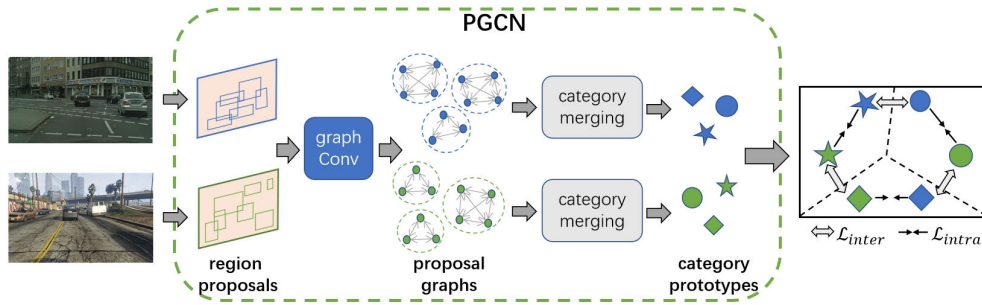 PGCN
graph
Conv
category
merging
category
merging
region
proposals
proposal
graphs
category
prototypes
ℒinter
ℒintra